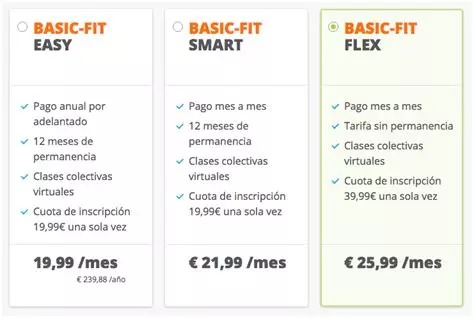 BASIC-FIT
EASY
Pago anual por
adelantado
12 meses de
permanencia
Clases colectivas
virtuales
Cuota de inscripción
19,99€ una sola vez
19,99 /mes
€ 239,88 /año
BASIC-FIT
SMART
Pago mes a mes
12 meses de
permanencia
Clases colectivas
virtuales
Cuota de inscripción
19,99€ una sola vez
€ 21,99 /mes
BASIC-FIT
FLEX
Pago mes a mes
Tarifa sin permanencia
Clases colectivas
virtuales
Cuota de inscripción
39,99€ una sola vez
€ 25,99 /mes